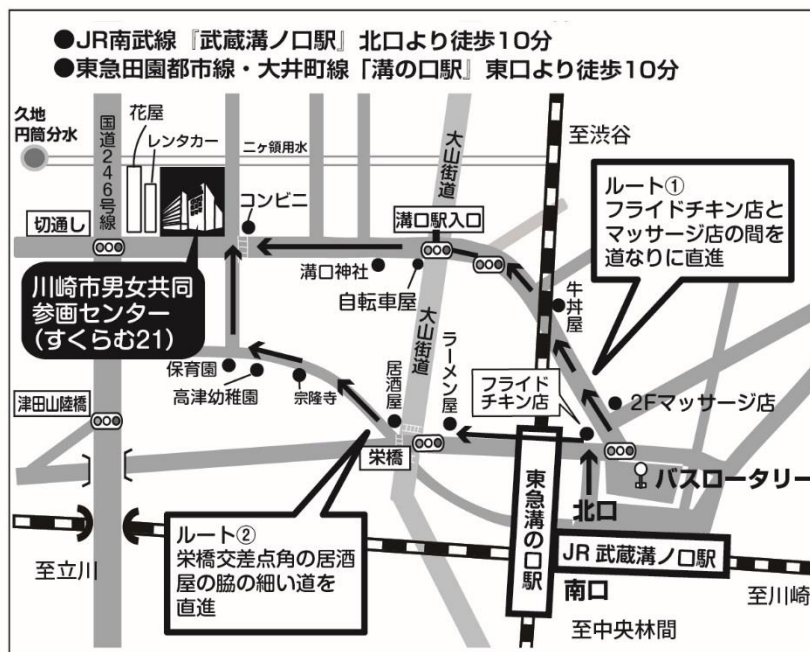 ●JR南武線『武蔵溝ノ口駅』北口より徒歩10分
●東急田園都市線・大井町線「溝の口駅』東口より徒歩10分
久地
円筒分水
国道246号線
花屋
レンタカー
二ヶ領用水
大山街道
至渋谷
ルート①
フライドチキン店と
マッサージ店の間を
道なりに直進
コンビニ
切通し
溝口駅入口
川崎市男女共同
参画センター
(すくらむ21)
溝口神社
自転車屋
牛丼屋
大山街道
ラーメン屋
居酒屋
保育園
高津幼稚園
宗隆寺
フライド
チキン店
2Fマッサージ店
津田山陸橋
栄橋
バスロータリー
北口
東急溝の口駅
JR 武蔵溝ノ口駅
南口
ルート②
栄橋交差点角の居酒
屋の脇の細い道を
直進
至立川
至川崎
至中央林間